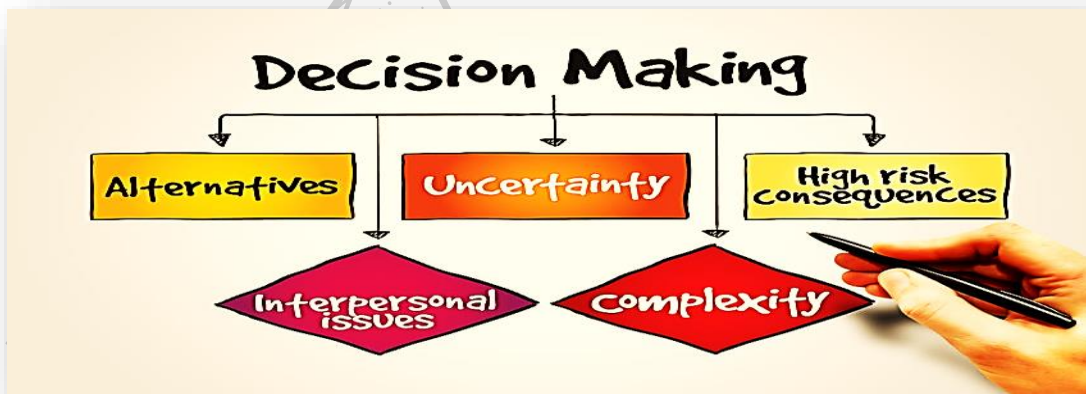 Decision Making
Alternatives
Uncertainty
High risk
consequences
Interpersonal
issues
complexity